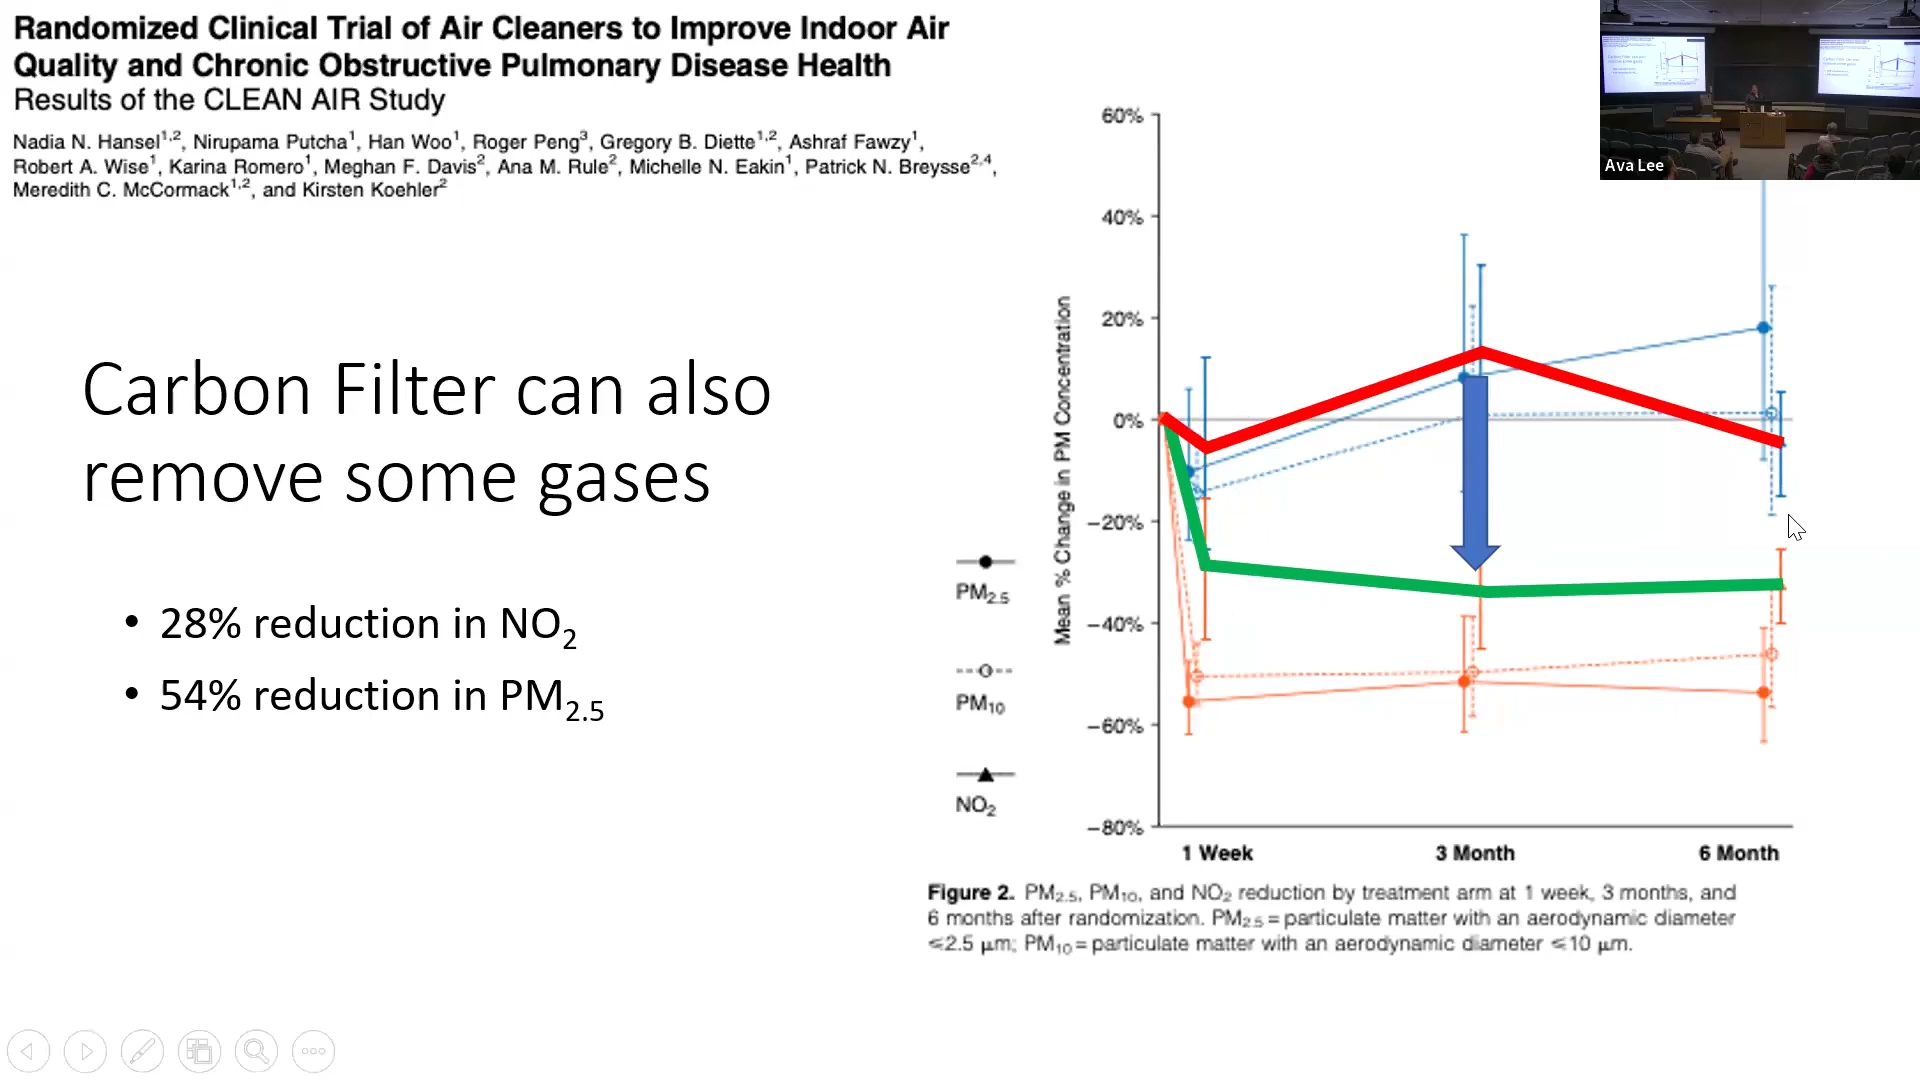 Randomized Clinical Trial of Air Cleaners to Improve Indoor Air
Quality and Chronic Obstructive Pulmonary Disease Health
Results of the CLEAN AIR Study
Nadia N. Hansel1,2, Nirupama Putcha1, Han Woo1, Roger Peng3, Gregory B. Diette1,2, Ashraf Fawzy1,
Robert A. Wise1, Karina Romero1, Meghan F. Davis2, Ana M. Rule2, Michelle N. Eakin1, Patrick N. Breysse2,4,
Meredith C. McCormack1,2, and Kirsten Koehler2
Ava Lee
Carbon Filter can also
remove some gases
• 28% reduction in NO2
• 54% reduction in PM2.5
PM2.5
PM10
NO2
Mean % Change in PM Concentration
60%
40%
20%
0%
−20%
−40%
−60%
−80%
1 Week
3 Month
6 Month
Figure 2. PM2.5, PM10, and NO2 reduction by treatment arm at 1 week, 3 months, and
6 months after randomization. PM2.5 = particulate matter with an aerodynamic diameter
≤2.5 μm; PM10 = particulate matter with an aerodynamic diameter ≤10 μm.